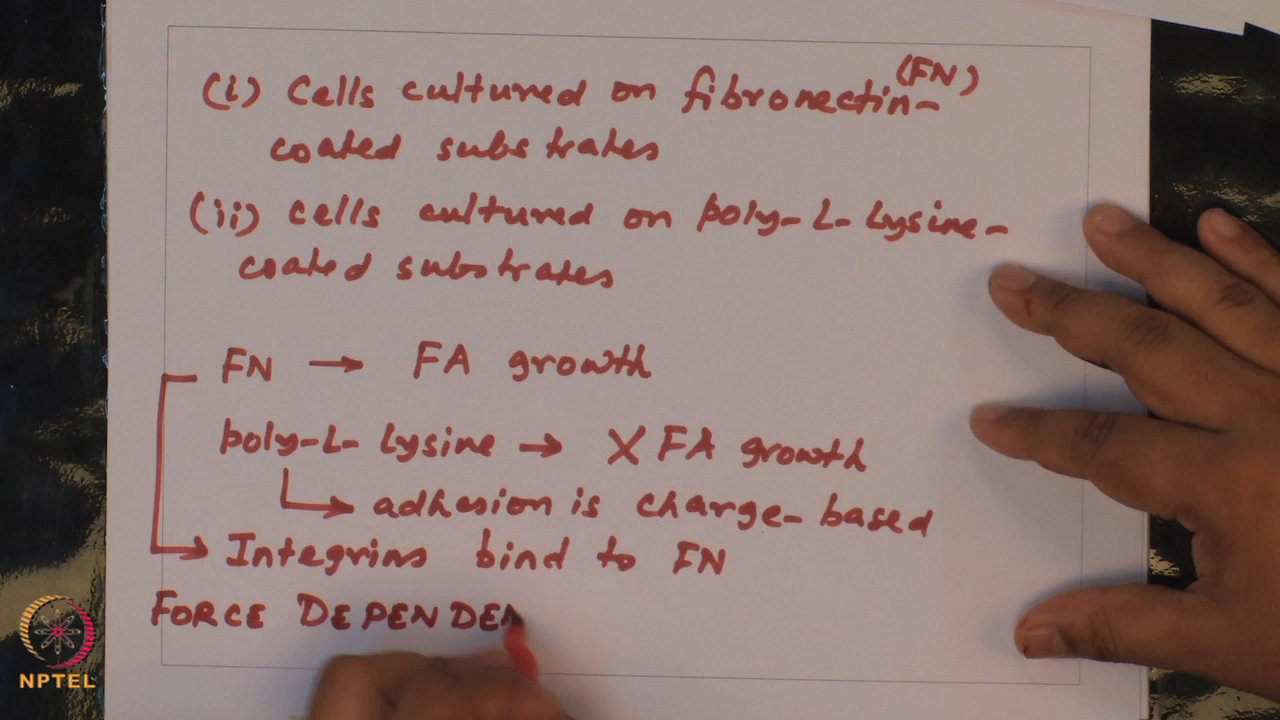 (i) Cells cultured on fibronectin- (FN)
coated substrates
(ii) Cells cultured on poly-L-Lysine-
coated substrates
FN → FA growth
poly-L-Lysine → X FA growth
↳ adhesion is charge-based
→ Integrins bind to FN
FORCE DEPENDEN
NPTEL